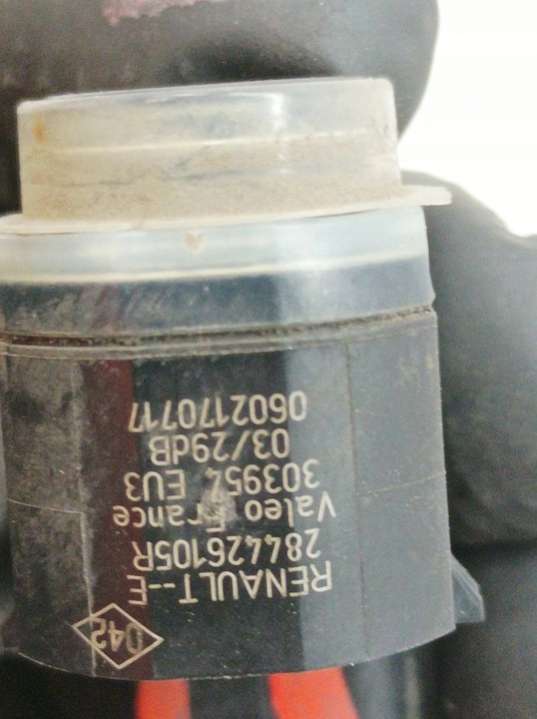 D42
RENAULT--F
284426105R
Valeo France
303954 EU3
03/29dB
0602170717